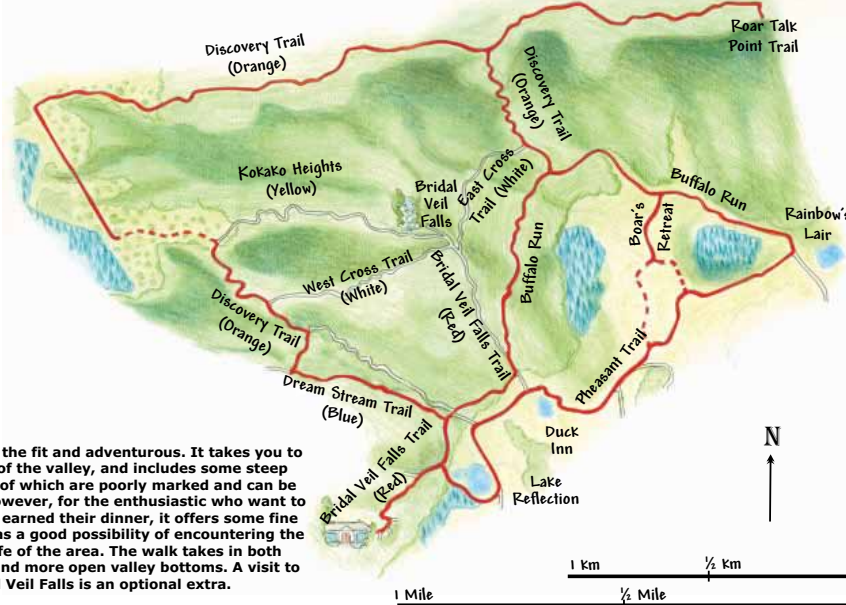 Roar Talk
Point Trail
Discovery Trail
(Orange)
Discovery Trail
(Orange)
Kokako Heights
(Yellow)
Bridal
Veil
Falls
East Cross
Trail (White)
Buffalo Run
Boar's
Retreat
Rainbow's
Lair
West Cross Trail
(White)
Buffalo Run
Bridal Veil Falls Trail
(Red)
Discovery Trail
(Orange)
Pheasant Trail
Dream Stream Trail
(Blue)
Duck
Inn
Bridal Veil Falls Trail
(Red)
Lake
Reflection
N
the fit and adventurous. It takes you to
of the valley, and includes some steep
of which are poorly marked and can be
owever, for the enthusiastic who want to
earned their dinner, it offers some fine
as a good possibility of encountering the
fe of the area. The walk takes in both
nd more open valley bottoms. A visit to
l Veil Falls is an optional extra.
1 Km
½ Km
1 Mile
½ Mile